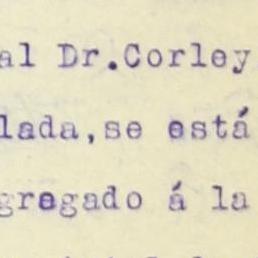 al Dr.Corley
lada,se está
gregado á la